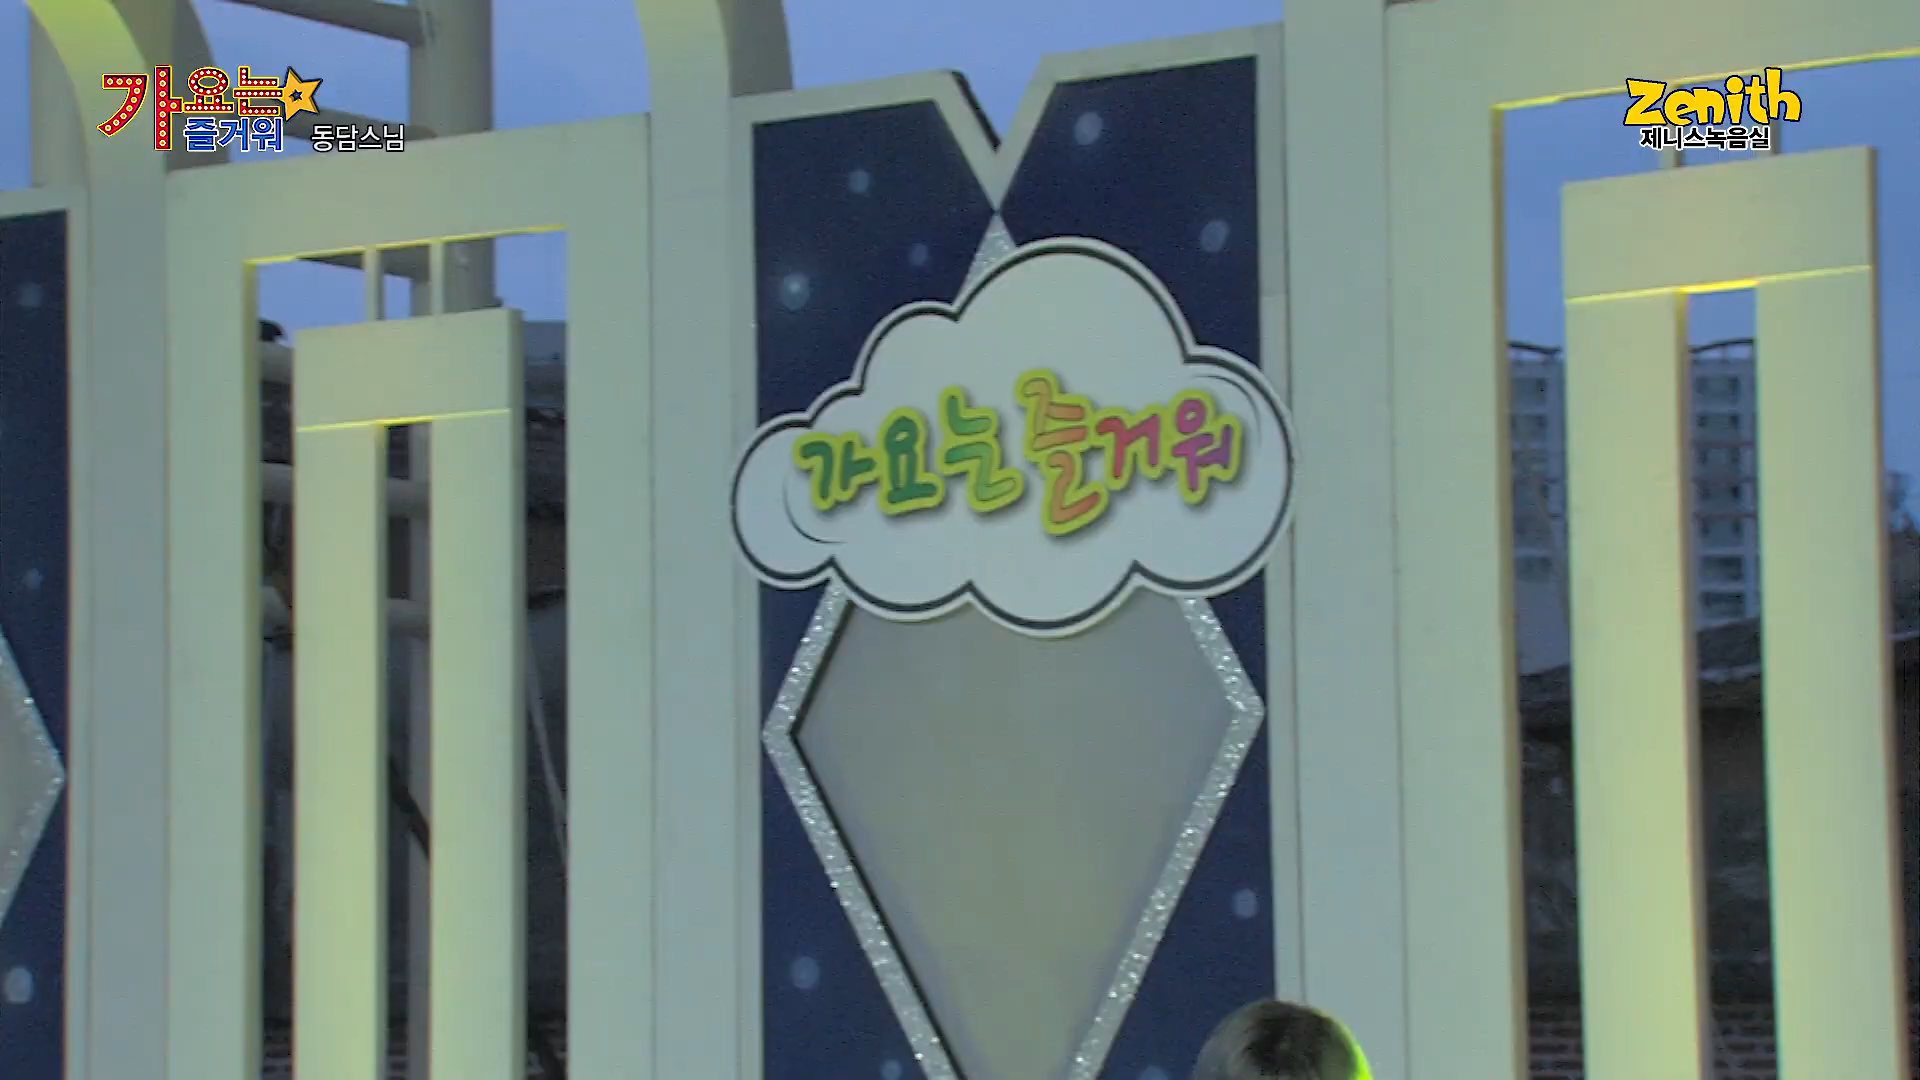 가요는
즐거워
동담스님
Zenith
제니스녹음실
가요는 즐거워